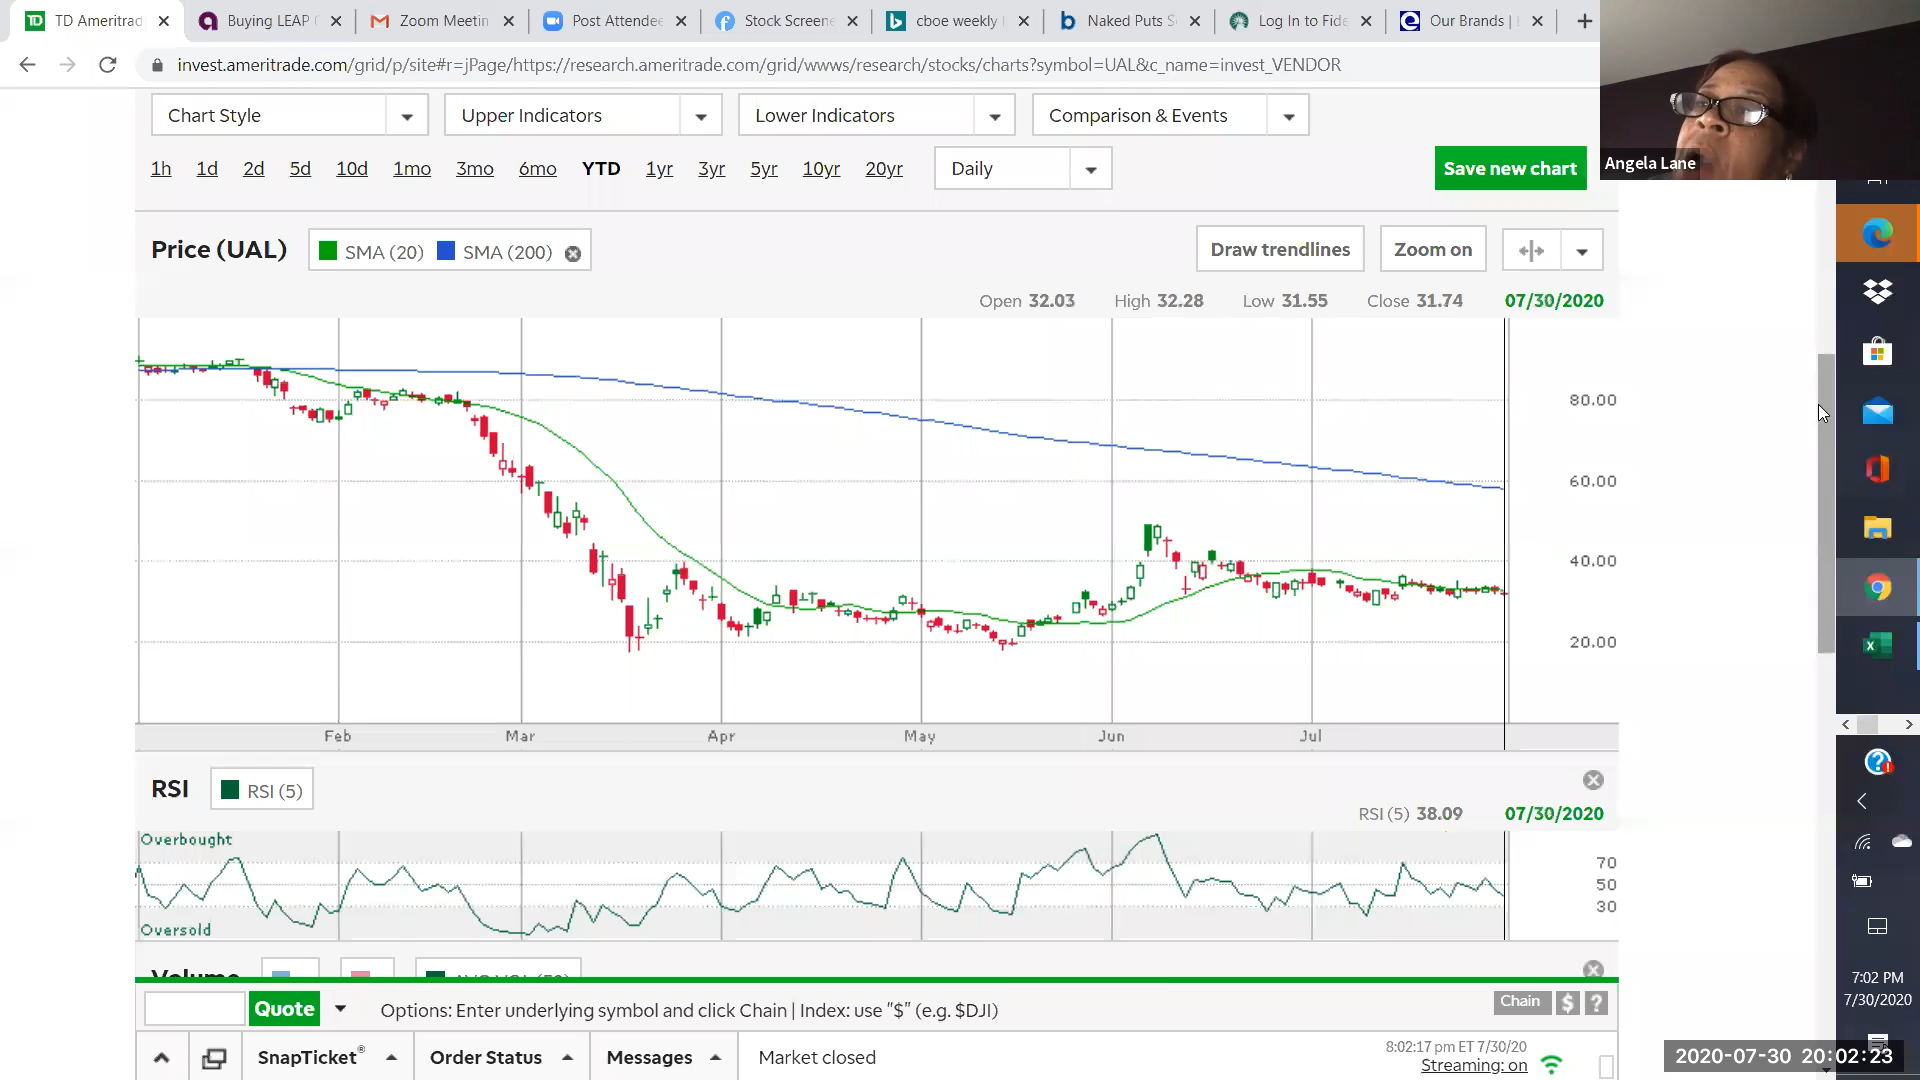 TD Ameritrad
Buying LEAP
Zoom Meetin
Post Attendee
Stock Screene
cboe weekly
Naked Puts S
Log In to Fide
Our Brands |
invest.ameritrade.com/grid/p/site#r=jPage/https://research.ameritrade.com/grid/wwws/research/stocks/charts?symbol=UAL&c_name=invest_VENDOR
Chart Style
Upper Indicators
Lower Indicators
Comparison & Events
Angela Lane
1h 1d 2d 5d 10d 1mo 3mo 6mo YTD 1yr 3yr 5yr 10yr 20yr
Daily
Save new chart
Price (UAL)
SMA (20) SMA (200)
Draw trendlines
Zoom on
Open 32.03 High 32.28 Low 31.55 Close 31.74 07/30/2020
80.00
60.00
40.00
20.00
Feb Mar Apr May Jun Jul
RSI
RSI (5)
RSI (5) 38.09 07/30/2020
Overbought
70
50
30
Oversold
Volume
Quote
Options: Enter underlying symbol and click Chain | Index: use "$" (e.g. $DJI)
Chain $ ?
SnapTicket®
Order Status
Messages
Market closed
8:02:17 pm ET 7/30/20
Streaming: on
7:02 PM
7/30/2020
2020-07-30 20:02:23